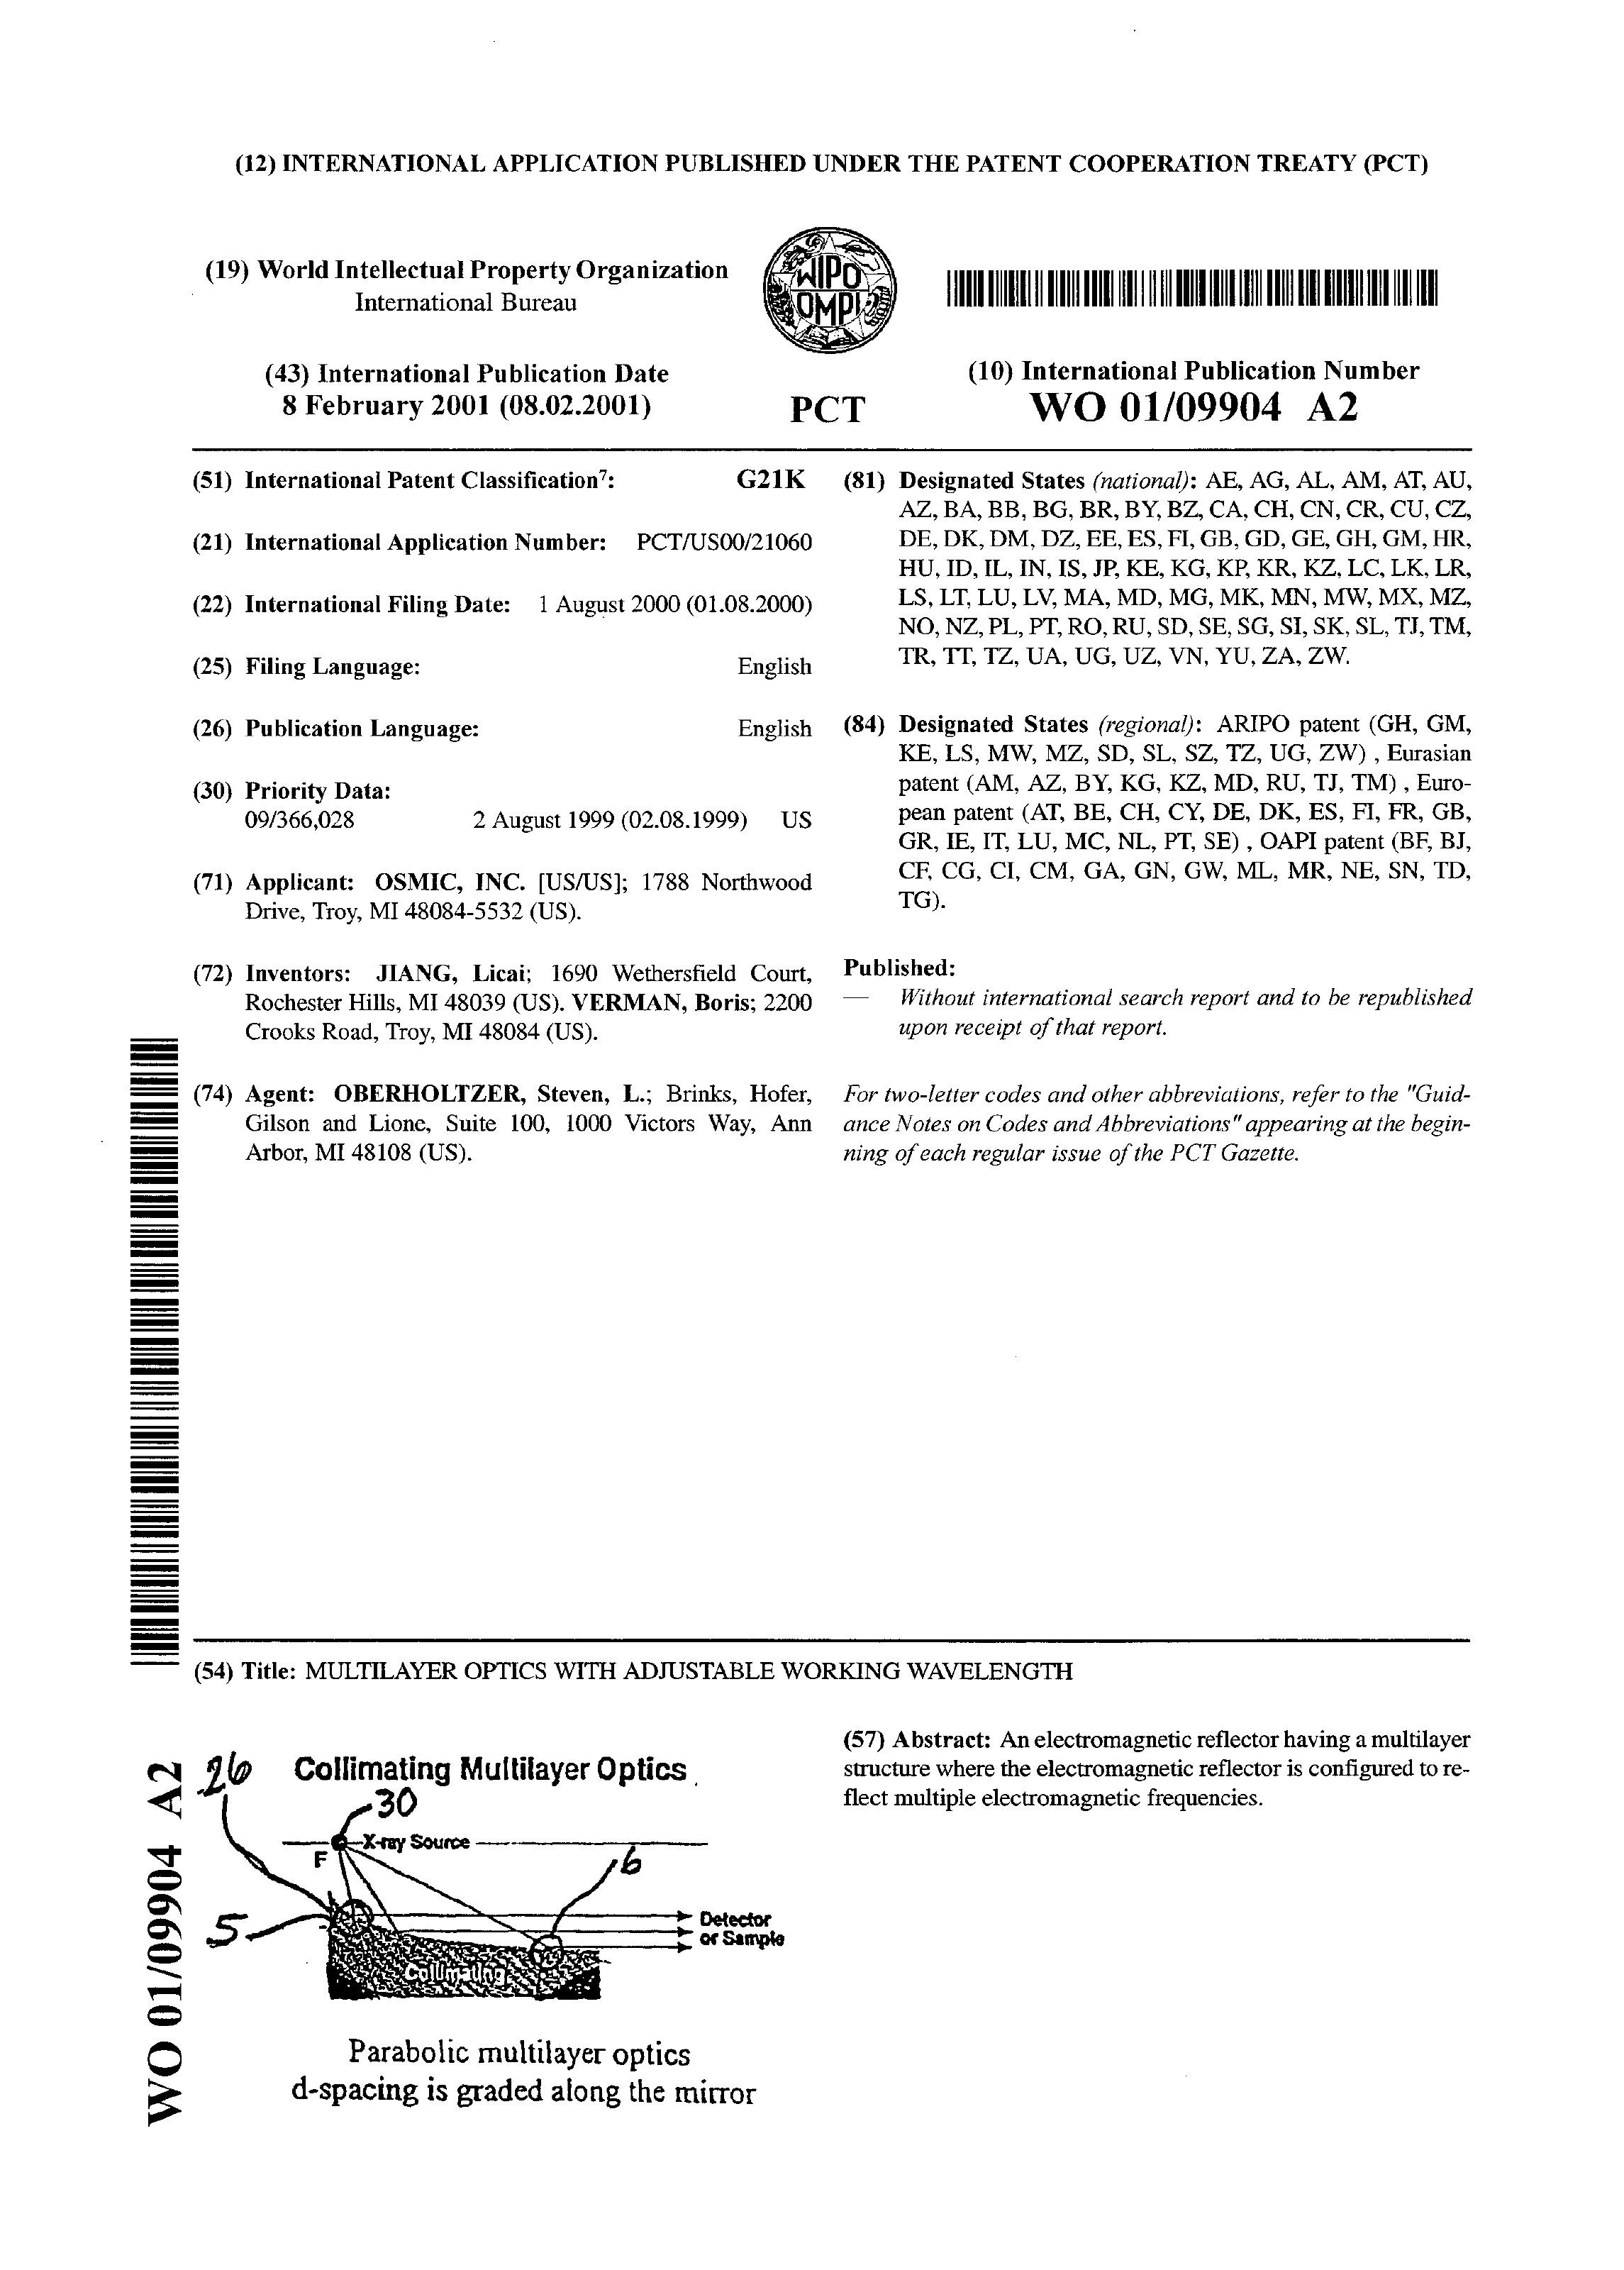 (12) INTERNATIONAL APPLICATION PUBLISHED UNDER THE PATENT COOPERATION TREATY (PCT)
(19) World Intellectual Property Organization
International Bureau
WIPO
OMPI
(43) International Publication Date
8 February 2001 (08.02.2001)
PCT
(10) International Publication Number
WO 01/09904 A2
(51) International Patent Classification7: G21K
(21) International Application Number: PCT/US00/21060
(22) International Filing Date: 1 August 2000 (01.08.2000)
(25) Filing Language: English
(26) Publication Language: English
(30) Priority Data:
09/366,028 2 August 1999 (02.08.1999) US
(71) Applicant: OSMIC, INC. [US/US]; 1788 Northwood
Drive, Troy, MI 48084-5532 (US).
(72) Inventors: JIANG, Licai; 1690 Wethersfield Court,
Rochester Hills, MI 48039 (US). VERMAN, Boris; 2200
Crooks Road, Troy, MI 48084 (US).
(74) Agent: OBERHOLTZER, Steven, L.; Brinks, Hofer,
Gilson and Lione, Suite 100, 1000 Victors Way, Ann
Arbor, MI 48108 (US).
(81) Designated States (national): AE, AG, AL, AM, AT, AU,
AZ, BA, BB, BG, BR, BY, BZ, CA, CH, CN, CR, CU, CZ,
DE, DK, DM, DZ, EE, ES, FI, GB, GD, GE, GH, GM, HR,
HU, ID, IL, IN, IS, JP, KE, KG, KP, KR, KZ, LC, LK, LR,
LS, LT, LU, LV, MA, MD, MG, MK, MN, MW, MX, MZ,
NO, NZ, PL, PT, RO, RU, SD, SE, SG, SI, SK, SL, TJ, TM,
TR, TT, TZ, UA, UG, UZ, VN, YU, ZA, ZW.
(84) Designated States (regional): ARIPO patent (GH, GM,
KE, LS, MW, MZ, SD, SL, SZ, TZ, UG, ZW) , Eurasian
patent (AM, AZ, BY, KG, KZ, MD, RU, TJ, TM) , Euro-
pean patent (AT, BE, CH, CY, DE, DK, ES, FI, FR, GB,
GR, IE, IT, LU, MC, NL, PT, SE) , OAPI patent (BF, BJ,
CF, CG, CI, CM, GA, GN, GW, ML, MR, NE, SN, TD,
TG).
Published:
— Without international search report and to be republished
upon receipt of that report.
For two-letter codes and other abbreviations, refer to the "Guid-
ance Notes on Codes and Abbreviations" appearing at the begin-
ning of each regular issue of the PCT Gazette.
(54) Title: MULTILAYER OPTICS WITH ADJUSTABLE WORKING WAVELENGTH
WO 01/09904 A2
26
Collimating Multilayer Optics
30
X-ray Source
F
16
5
Detector
or Sample
Collimating
Parabolic multilayer optics
d-spacing is graded along the mirror
(57) Abstract: An electromagnetic reflector having a multilayer
structure where the electromagnetic reflector is configured to re-
flect multiple electromagnetic frequencies.